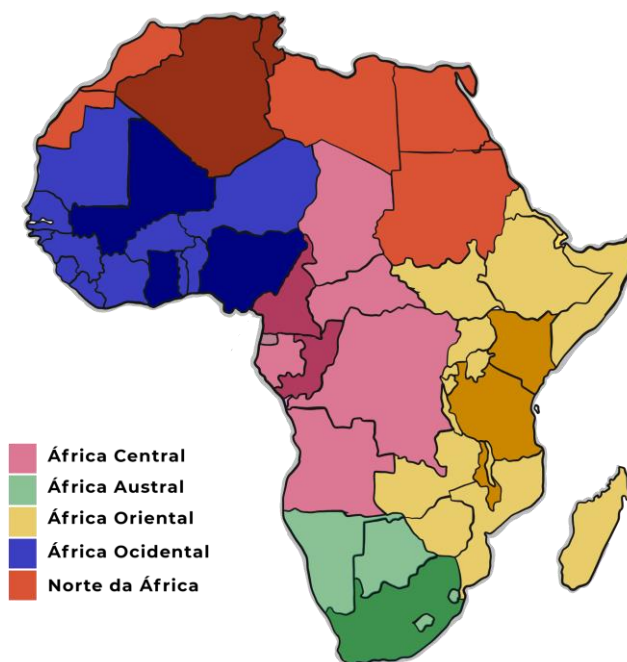 África Central
África Austral
África Oriental
África Ocidental
Norte da África